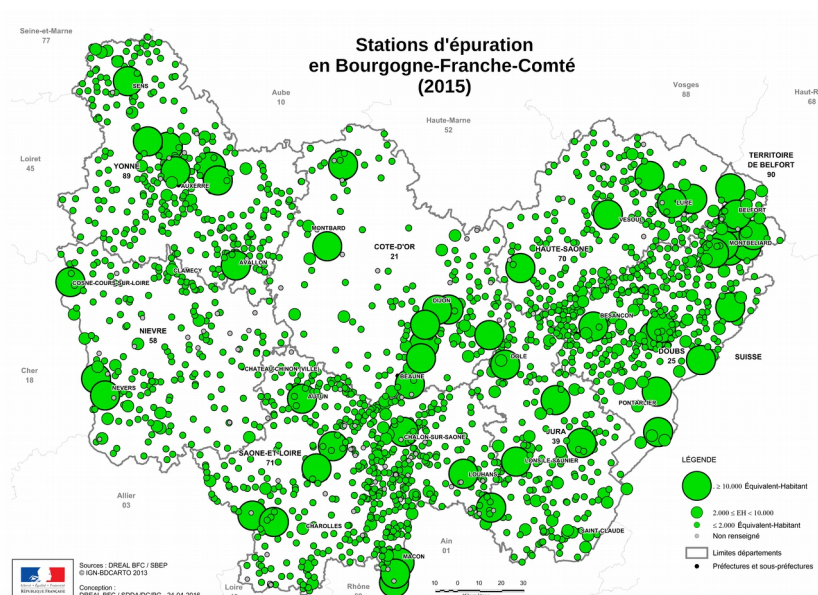 Stations d'épuration
en Bourgogne-Franche-Comté
(2015)
Seine-et-Marne
77
Aube
10
Haute-Marne
52
Vosges
88
Haut-R
68
Loiret
45
SENS
YONNE
89
AUXERRE
MONTBARD
COTE-D'OR
21
TERRITOIRE
DE BELFORT
90
LURE
BELFORT
VESOUL
MONTBELIARD
HAUTE-SAONE
70
CLAMECY
AVALLON
COSNE-COURS-SUR-LOIRE
DIJON
BESANCON
NIEVRE
58
DOUBS
25
SUISSE
Cher
18
CHATEAU-CHINON (VILLE)
DOLE
BEAUNE
NEVERS
AUTUN
PONTARLIER
CHALON-SUR-SAONE
JURA
39
SAONE-ET-LOIRE
71
LONS-LE-SAUNIER
LOUHANS
Allier
03
CHAROLLES
SAINT-CLAUDE
Ain
01
MACON
Loire
Rhône
LÉGENDE
≥ 10.000 Équivalent-Habitant
2.000 ≤ EH < 10.000
≤ 2.000 Équivalent-Habitant
Non renseigné
Limites départements
Préfectures et sous-préfectures
10 0 10 20 30
Sources : DREAL BFC / SBEP
© IGN-BDCARTO 2013
Conception :
RÉPUBLIQUE FRANÇAISE